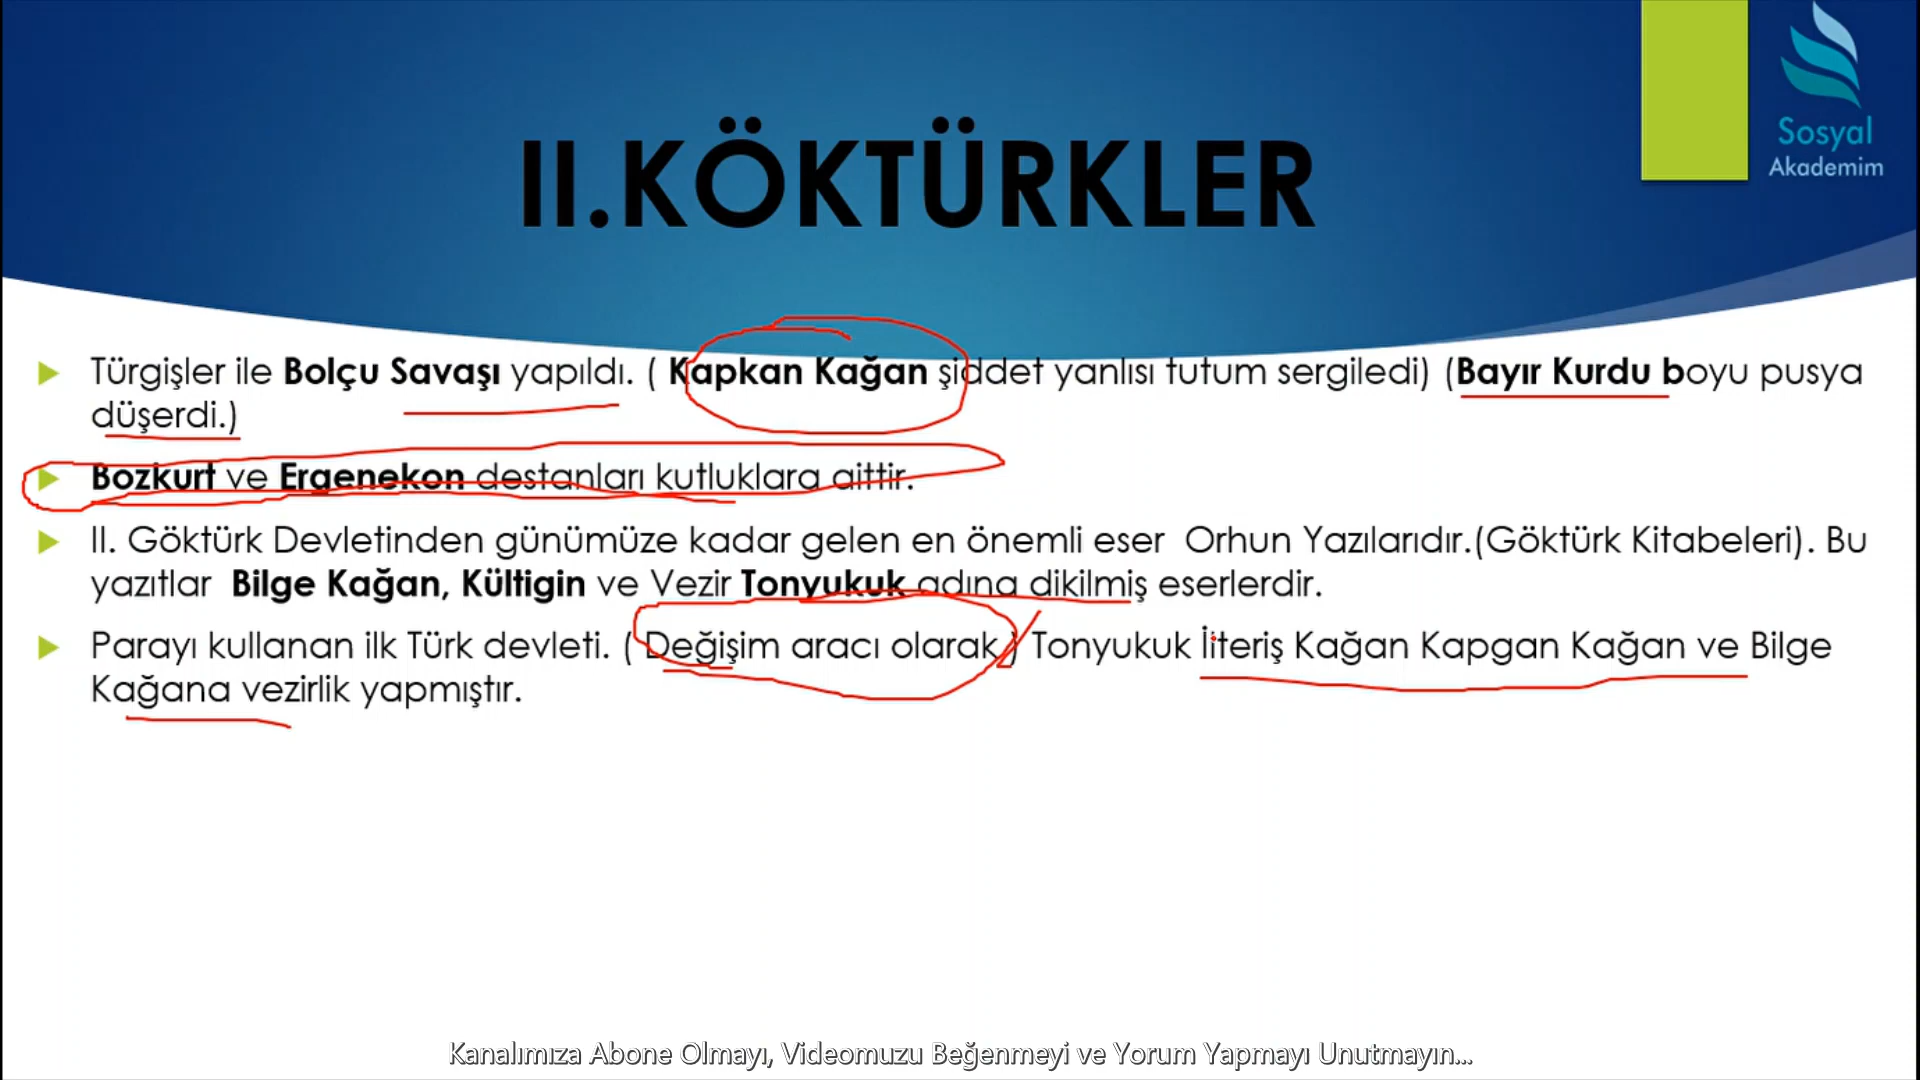 Sosyal
Akademim
II.KÖKTÜRKLER
Türgişler ile Bolçu Savaşı yapıldı. ( Kapkan Kağan şiddet yanlısı tutum sergiledi) (Bayır Kurdu boyu pusya
düşerdi.)
Bozkurt ve Ergenekon destanları kutluklara aittir.
II. Göktürk Devletinden günümüze kadar gelen en önemli eser Orhun Yazılarıdır.(Göktürk Kitabeleri). Bu
yazıtlar Bilge Kağan, Kültigin ve Vezir Tonyukuk adına dikilmiş eserlerdir.
Parayı kullanan ilk Türk devleti. ( Değişim aracı olarak ) Tonyukuk İlteriş Kağan Kapgan Kağan ve Bilge
Kağana vezirlik yapmıştır.
Kanalımıza Abone Olmayı, Videomuzu Beğenmeyi ve Yorum Yapmayı Unutmayın...